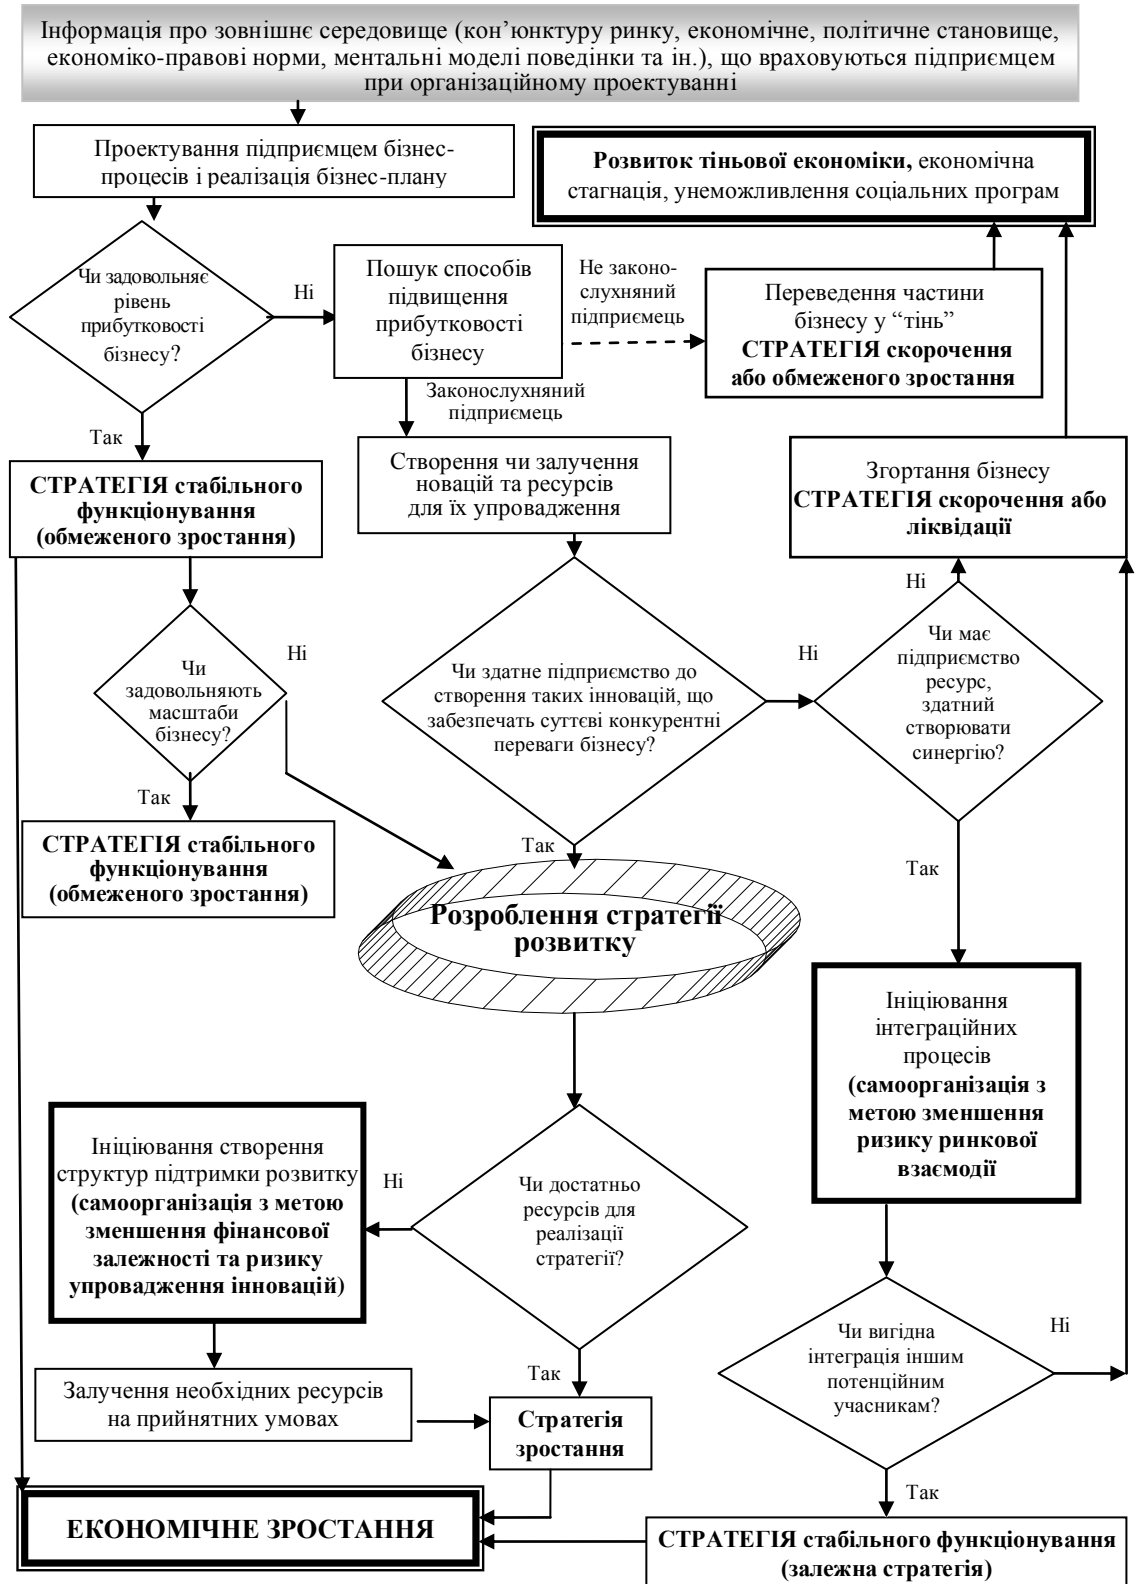 Інформація про зовнішнє середовище (кон’юнктуру ринку, економічне, політичне становище,
економіко-правові норми, ментальні моделі поведінки та ін.), що враховуються підприємцем
при організаційному проектуванні
Проектування підприємцем бізнес-
процесів і реалізація бізнес-плану
Розвиток тіньової економіки, економічна
стагнація, унеможливлення соціальних програм
Чи задовольняє
рівень
прибутковості
бізнесу?
Ні
Пошук способів
підвищення
прибутковості
бізнесу
Не законо-
слухняний
підприємець
Переведення частини
бізнесу у “тінь”
СТРАТЕГІЯ скорочення
або обмеженого зростання
Законослухняний
підприємець
Так
СТРАТЕГІЯ стабільного
функціонування
(обмеженого зростання)
Створення чи залучення
новацій та ресурсів
для їх упровадження
Згортання бізнесу
СТРАТЕГІЯ скорочення або
ліквідації
Ні
Чи
задовольняють
масштаби
бізнесу?
Ні
Чи здатне підприємство до
створення таких інновацій, що
забезпечать суттєві конкурентні
переваги бізнесу?
Ні
Чи має
підприємство
ресурс,
здатний
створювати
синергію?
Так
СТРАТЕГІЯ стабільного
функціонування
(обмеженого зростання)
Так
Так
Розроблення стратегії
розвитку
Ініціювання
інтеграційних
процесів
(самоорганізація з
метою зменшення
ризику ринкової
взаємодії
Ініціювання створення
структур підтримки розвитку
(самоорганізація з метою
зменшення фінансової
залежності та ризику
упровадження інновацій)
Ні
Чи достатньо
ресурсів для
реалізації
стратегії?
Чи вигідна
інтеграція іншим
потенційним
учасникам?
Ні
Залучення необхідних ресурсів
на прийнятних умовах
Так
Стратегія
зростання
Так
ЕКОНОМІЧНЕ ЗРОСТАННЯ
СТРАТЕГІЯ стабільного функціонування
(залежна стратегія)